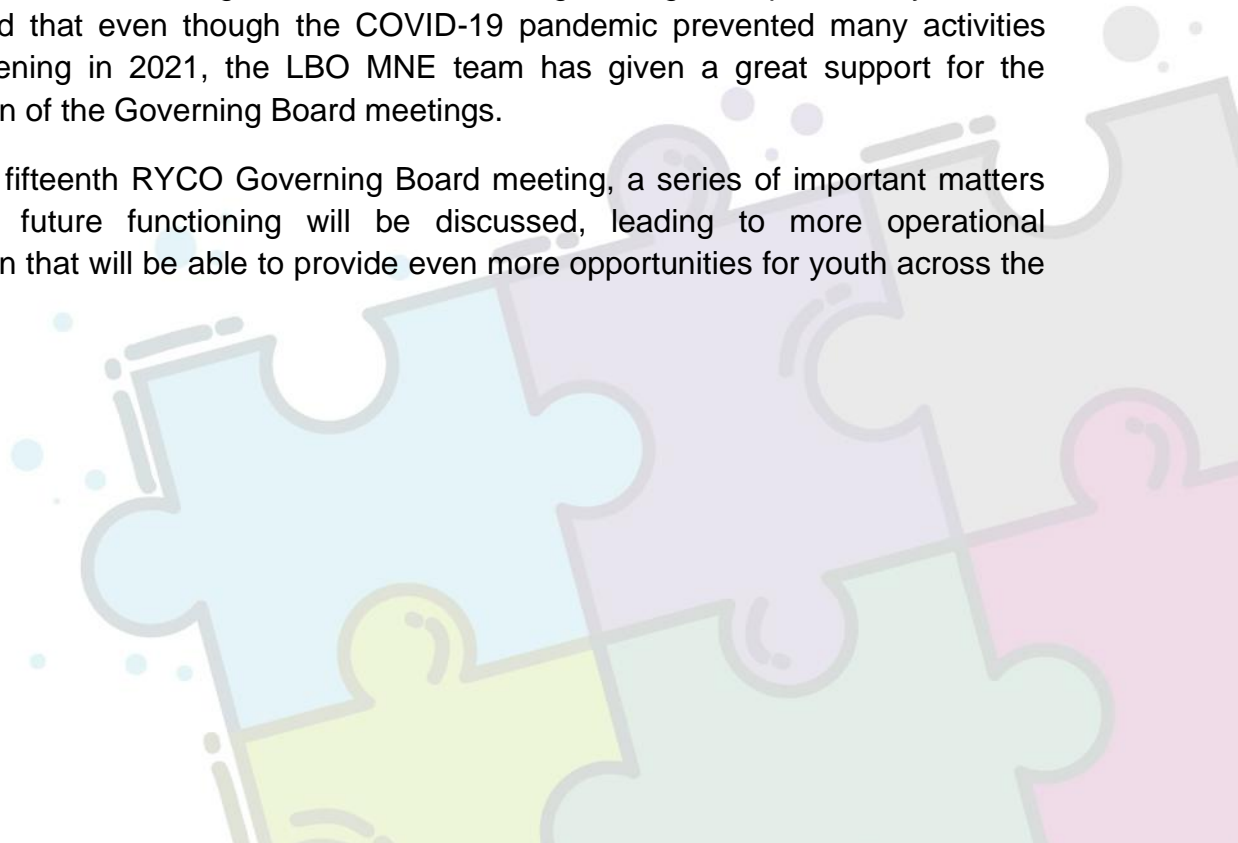 d that even though the COVID-19 pandemic prevented many activities
ening in 2021, the LBO MNE team has given a great support for the
n of the Governing Board meetings.
fifteenth RYCO Governing Board meeting, a series of important matters
future functioning will be discussed, leading to more operational
n that will be able to provide even more opportunities for youth across the